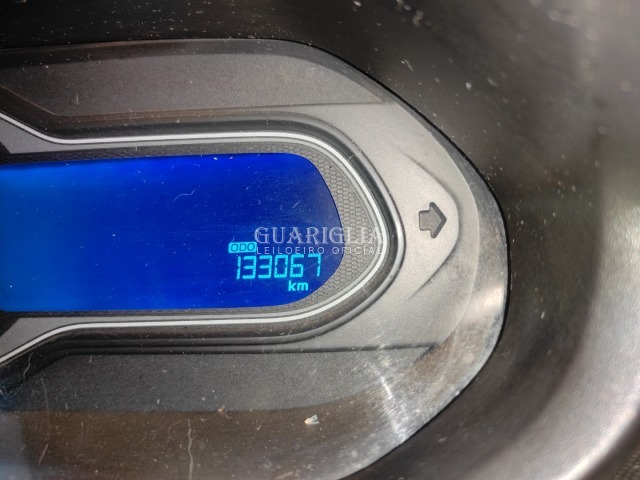 GUARIGLIA
LEILOEIRO OFICIAL
ODO
133067
km